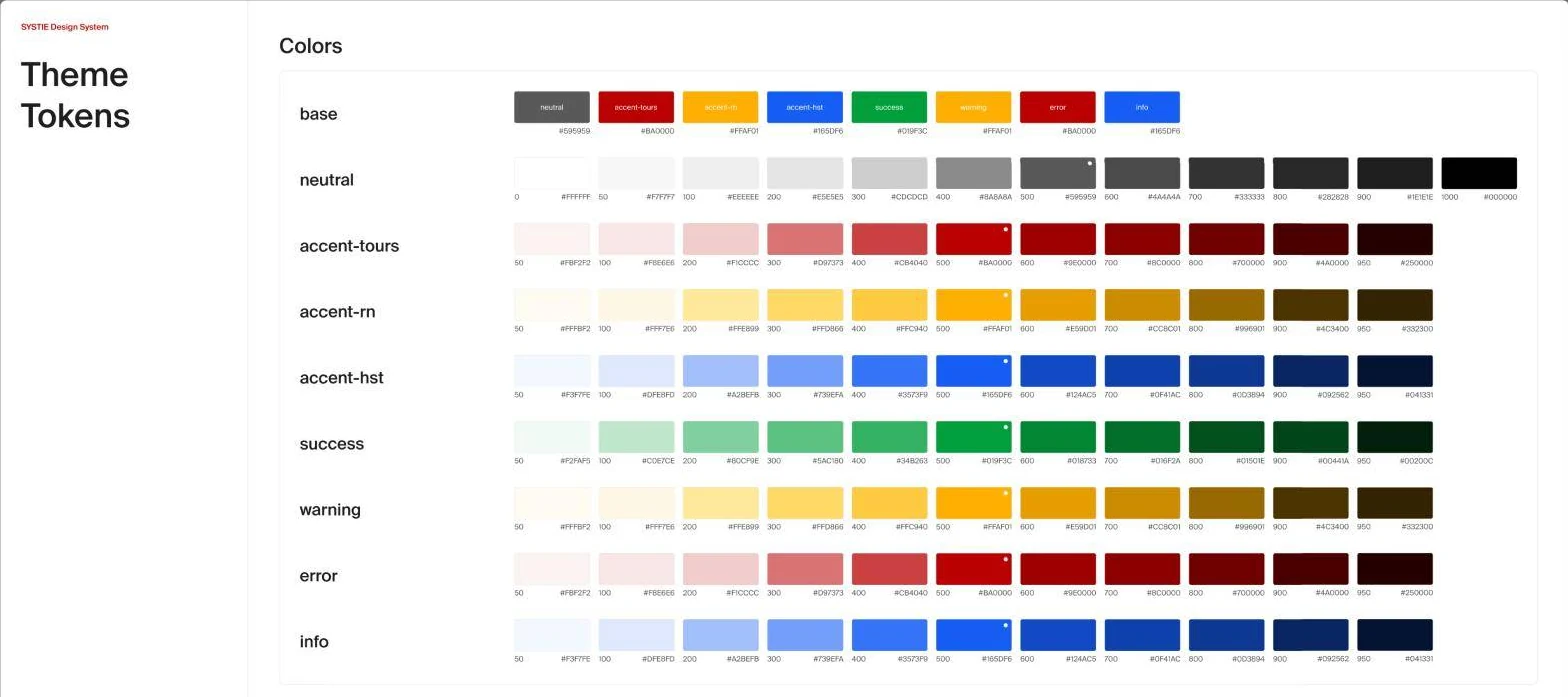 SYSTIE Design System
Theme
Tokens
Colors
base
neutral accent-tours accent-rn accent-hst success warning error info
#595959 #BA0000 #FFAF01 #165DF6 #019F3C #FFAF01 #BA0000 #165DF6
neutral
0 #FFFFFF 50 #F7F7F7 100 #EEEEEE 200 #E5E5E5 300 #CDCDCD 400 #8A8A8A 500 #595959 600 #4A4A4A 700 #333333 800 #282828 900 #1E1E1E 1000 #000000
accent-tours
50 #FBF2F2 100 #F8E6E6 200 #F1CCCC 300 #D97373 400 #CB4040 500 #BA0000 600 #9E0000 700 #8C0000 800 #700000 900 #4A0000 950 #250000
accent-rn
50 #FFFBF2 100 #FFF7E6 200 #FFE899 300 #FFD866 400 #FFC940 500 #FFAF01 600 #E59D01 700 #CC8C01 800 #996901 900 #4C3400 950 #332300
accent-hst
50 #F3F7FE 100 #DFE8FD 200 #A2BEFB 300 #739EFA 400 #3573F9 500 #165DF6 600 #124AC5 700 #0F41AC 800 #0D3894 900 #092562 950 #041331
success
50 #F2FAF5 100 #CDE7CE 200 #80CF9E 300 #5AC180 400 #34B263 500 #019F3C 600 #018733 700 #016F2A 800 #01501E 900 #00441A 950 #00200C
warning
50 #FFFBF2 100 #FFF7E6 200 #FFE899 300 #FFD866 400 #FFC940 500 #FFAF01 600 #E59D01 700 #CC8C01 800 #996901 900 #4C3400 950 #332300
error
50 #FBF2F2 100 #F8E6E6 200 #F1CCCC 300 #D97373 400 #CB4040 500 #BA0000 600 #9E0000 700 #8C0000 800 #700000 900 #4A0000 950 #250000
info
50 #F3F7FE 100 #DFE8FD 200 #A2BEFB 300 #739EFA 400 #3573F9 500 #165DF6 600 #124AC5 700 #0F41AC 800 #0D3894 900 #092562 950 #041331